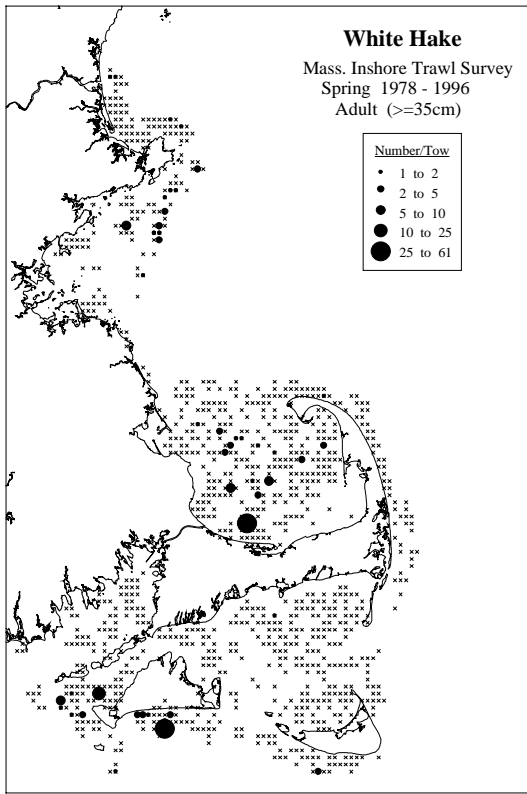 White Hake
Mass. Inshore Trawl Survey
Spring 1978 - 1996
Adult (>=35cm)
Number/Tow
1 to 2
2 to 5
5 to 10
10 to 25
25 to 61